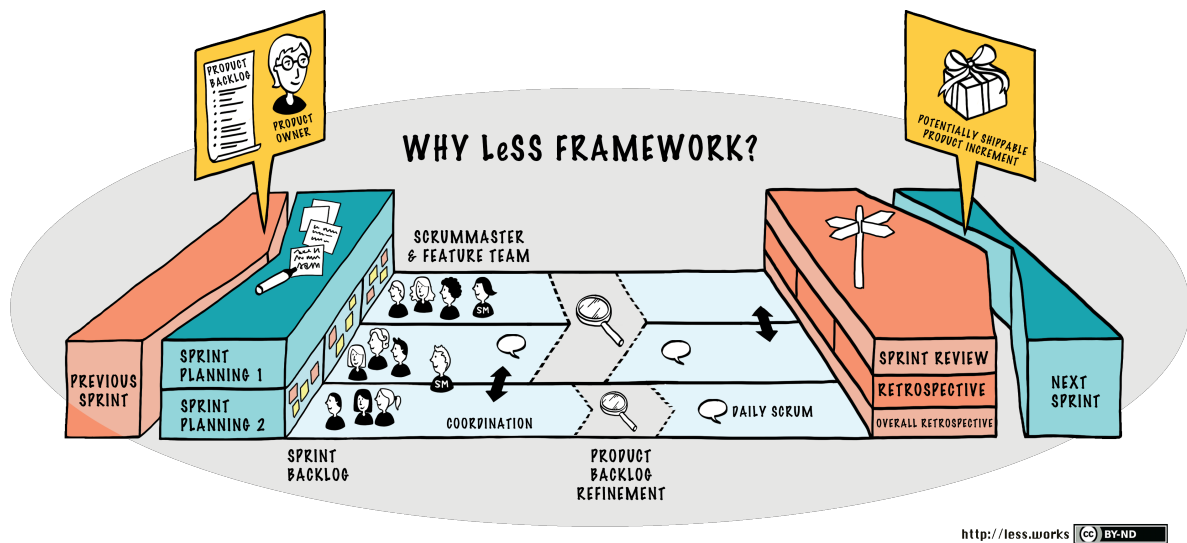 PRODUCT
BACKLOG
PRODUCT
OWNER
WHY LeSS FRAMEWORK?
POTENTIALLY SHIPPABLE
PRODUCT INCREMENT
SCRUMMASTER
& FEATURE TEAM
SM
SM
PREVIOUS
SPRINT
SPRINT
PLANNING 1
SPRINT
PLANNING 2
COORDINATION
DAILY SCRUM
SPRINT REVIEW
RETROSPECTIVE
OVERALL RETROSPECTIVE
NEXT
SPRINT
SPRINT
BACKLOG
PRODUCT
BACKLOG
REFINEMENT
http://less.works
cc BY-ND